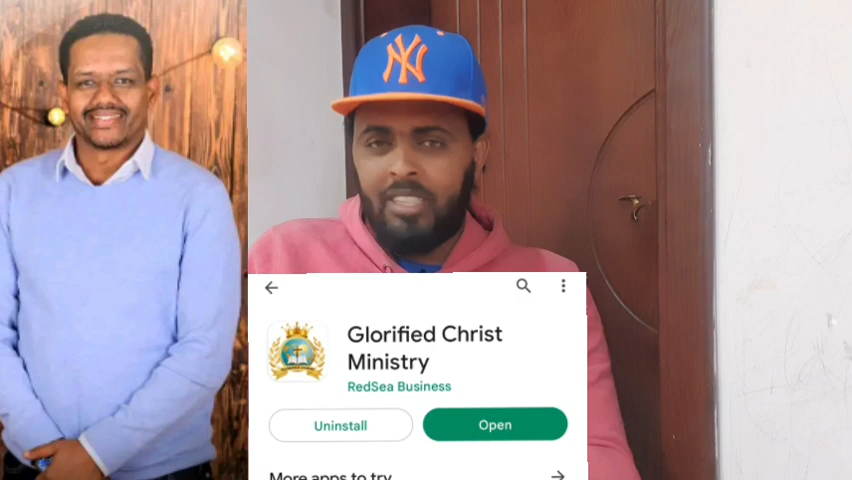 NY
Glorified Christ
Ministry
RedSea Business
Uninstall
Open
More apps to try